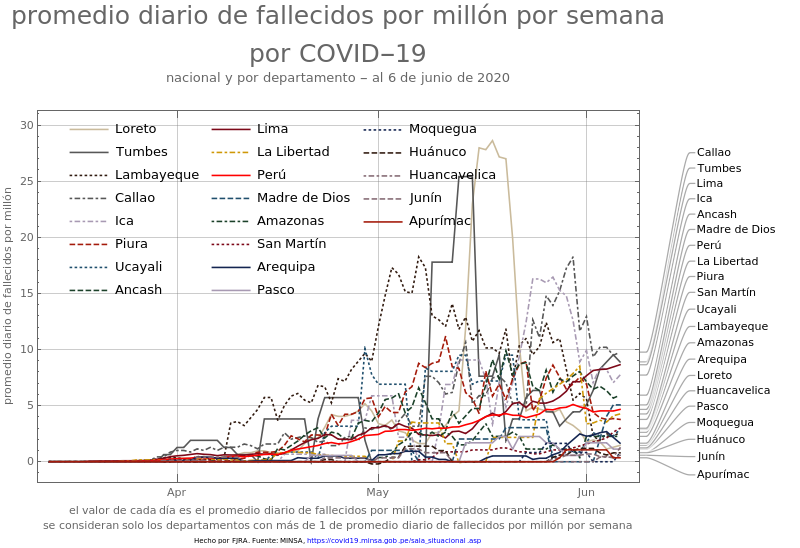 promedio diario de fallecidos por millón por semana
por COVID−19
nacional y por departamento − al 6 de junio de 2020
promedio diario de fallecidos por millón
30
25
20
15
10
5
0
Loreto
Tumbes
Lambayeque
Callao
Ica
Piura
Ucayali
Ancash
Lima
La Libertad
Perú
Madre de Dios
Amazonas
San Martín
Arequipa
Pasco
Moquegua
Huánuco
Huancavelica
Junín
Apurímac
Callao
Tumbes
Lima
Ica
Ancash
Madre de Dios
Perú
La Libertad
Piura
San Martín
Ucayali
Lambayeque
Amazonas
Arequipa
Loreto
Huancavelica
Pasco
Moquegua
Huánuco
Junín
Apurímac
Apr
May
Jun
el valor de cada día es el promedio diario de fallecidos por millón reportados durante una semana
se consideran solo los departamentos con más de 1 de promedio diario de fallecidos por millón por semana
Hecho por FJRA. Fuente: MINSA, https://covid19.minsa.gob.pe/sala_situacional .asp